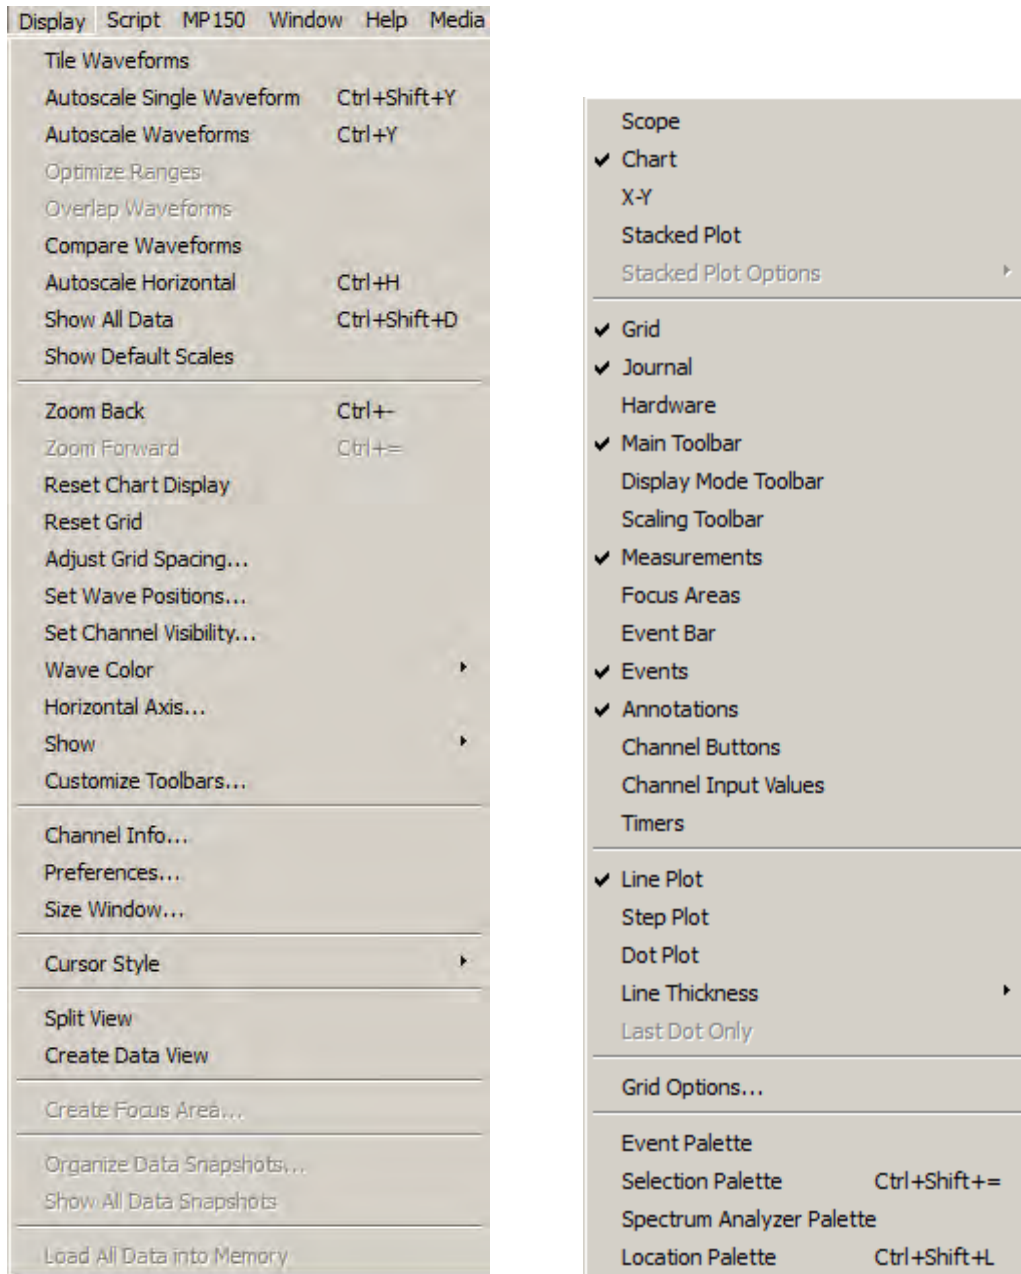 Display Script MP150 Window Help Media
Tile Waveforms
Autoscale Single Waveform Ctrl+Shift+Y
Autoscale Waveforms Ctrl+Y
Optimize Ranges
Overlap Waveforms
Compare Waveforms
Autoscale Horizontal Ctrl+H
Show All Data Ctrl+Shift+D
Show Default Scales
Zoom Back Ctrl+-
Zoom Forward Ctrl+=
Reset Chart Display
Reset Grid
Adjust Grid Spacing...
Set Wave Positions...
Set Channel Visibility...
Wave Color
Horizontal Axis...
Show
Customize Toolbars...
Channel Info...
Preferences...
Size Window...
Cursor Style
Split View
Create Data View
Create Focus Area...
Organize Data Snapshots...
Show All Data Snapshots
Load All Data into Memory
Scope
Chart
X-Y
Stacked Plot
Stacked Plot Options
Grid
Journal
Hardware
Main Toolbar
Display Mode Toolbar
Scaling Toolbar
Measurements
Focus Areas
Event Bar
Events
Annotations
Channel Buttons
Channel Input Values
Timers
Line Plot
Step Plot
Dot Plot
Line Thickness
Last Dot Only
Grid Options...
Event Palette
Selection Palette Ctrl+Shift+=
Spectrum Analyzer Palette
Location Palette Ctrl+Shift+L